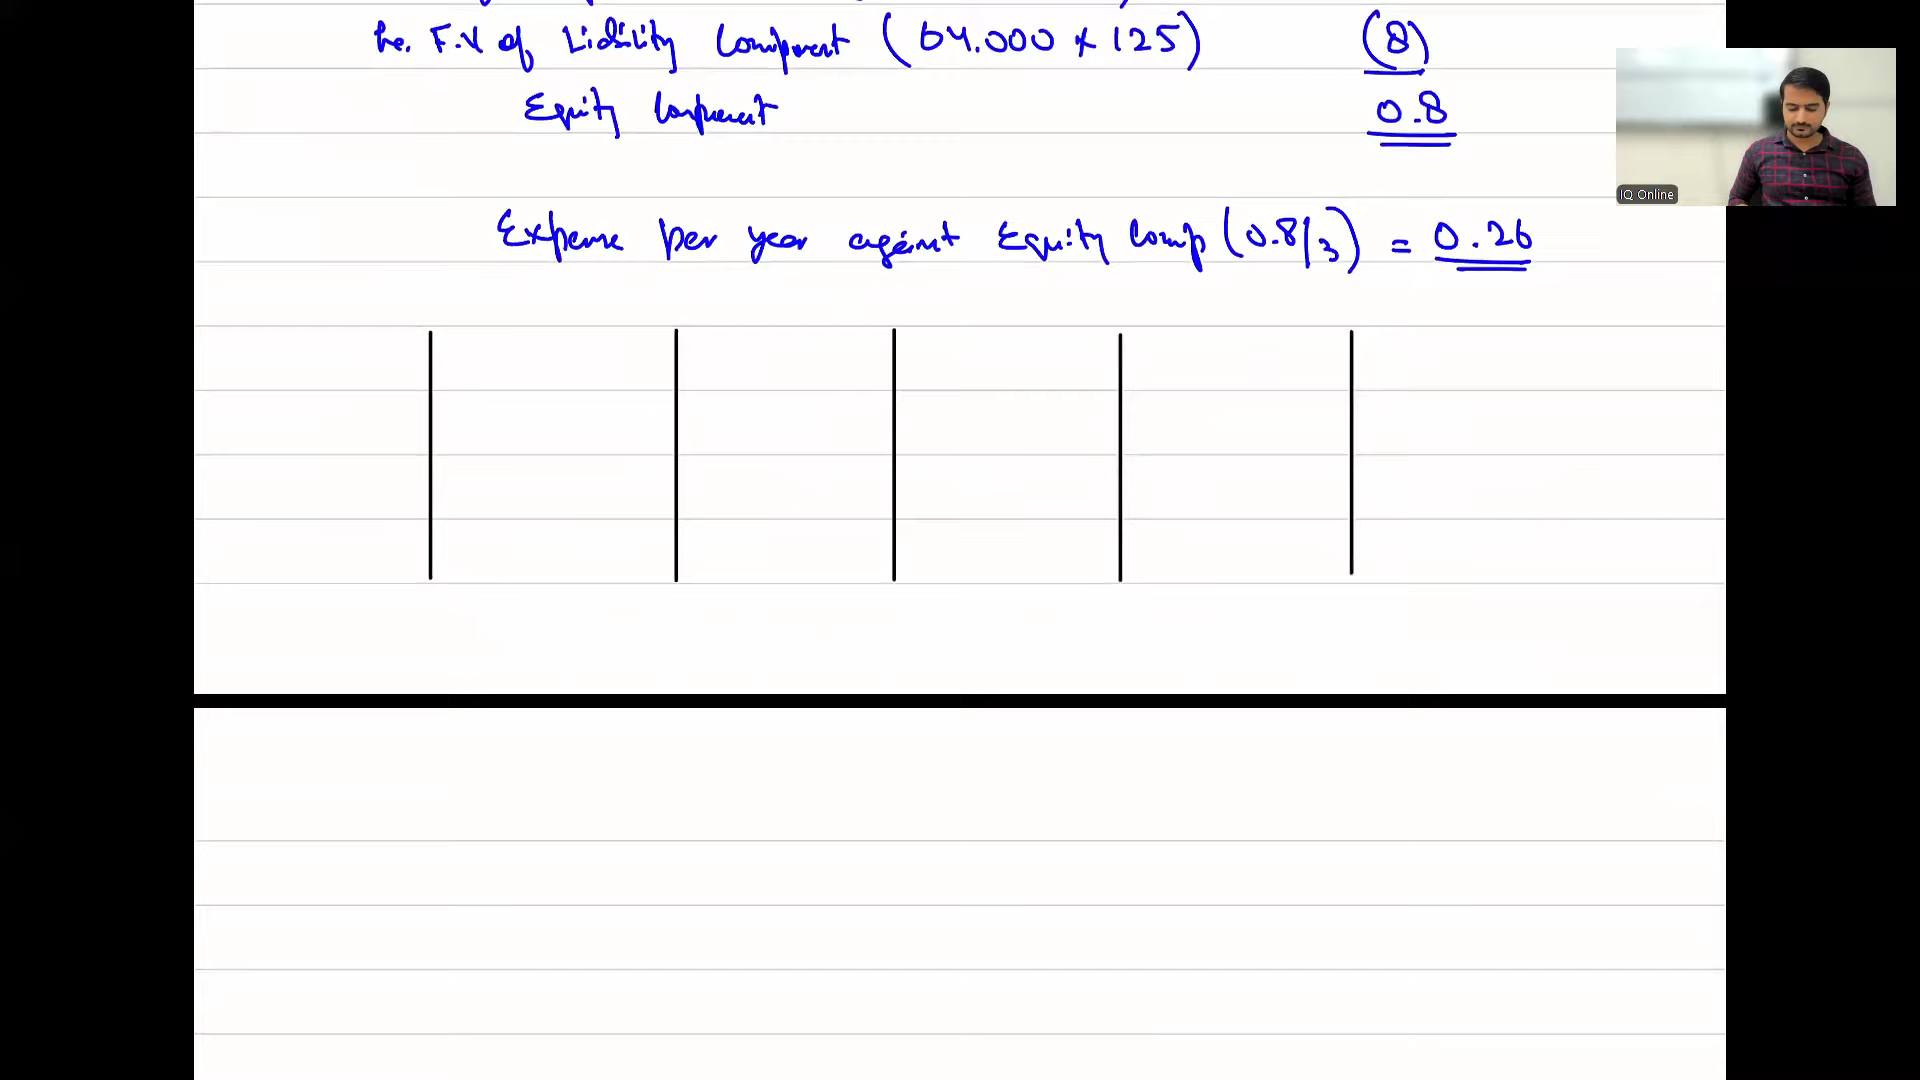 Le. F.V of Liability Component (64.000 * 125) (8)
Equity Component 0.8
IQ Online
Expense per year against Equity Comp (0.8/3) = 0.26